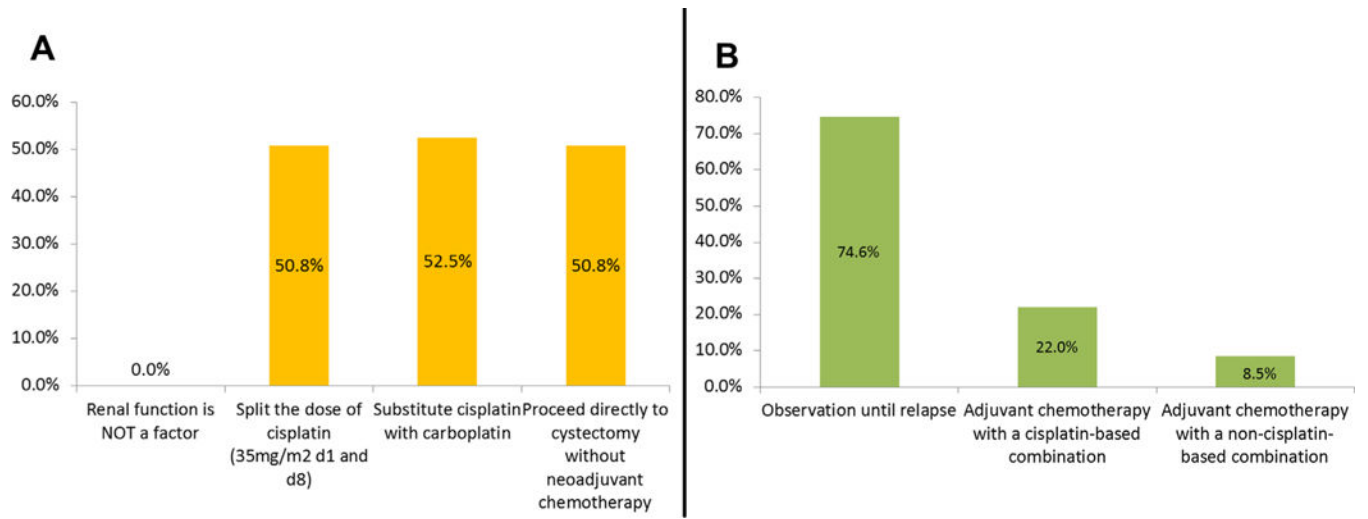 A
60.0%
50.0%
40.0%
30.0%
20.0%
10.0%
0.0%
0.0%
50.8%
52.5%
50.8%
Renal function is
NOT a factor
Split the dose of
cisplatin
(35mg/m2 d1 and
d8)
Substitute cisplatin
with carboplatin
Proceed directly to
cystectomy
without
neoadjuvant
chemotherapy
B
80.0%
70.0%
60.0%
50.0%
40.0%
30.0%
20.0%
10.0%
0.0%
74.6%
22.0%
8.5%
Observation until relapse
Adjuvant chemotherapy
with a cisplatin-based
combination
Adjuvant chemotherapy
with a non-cisplatin-
based combination